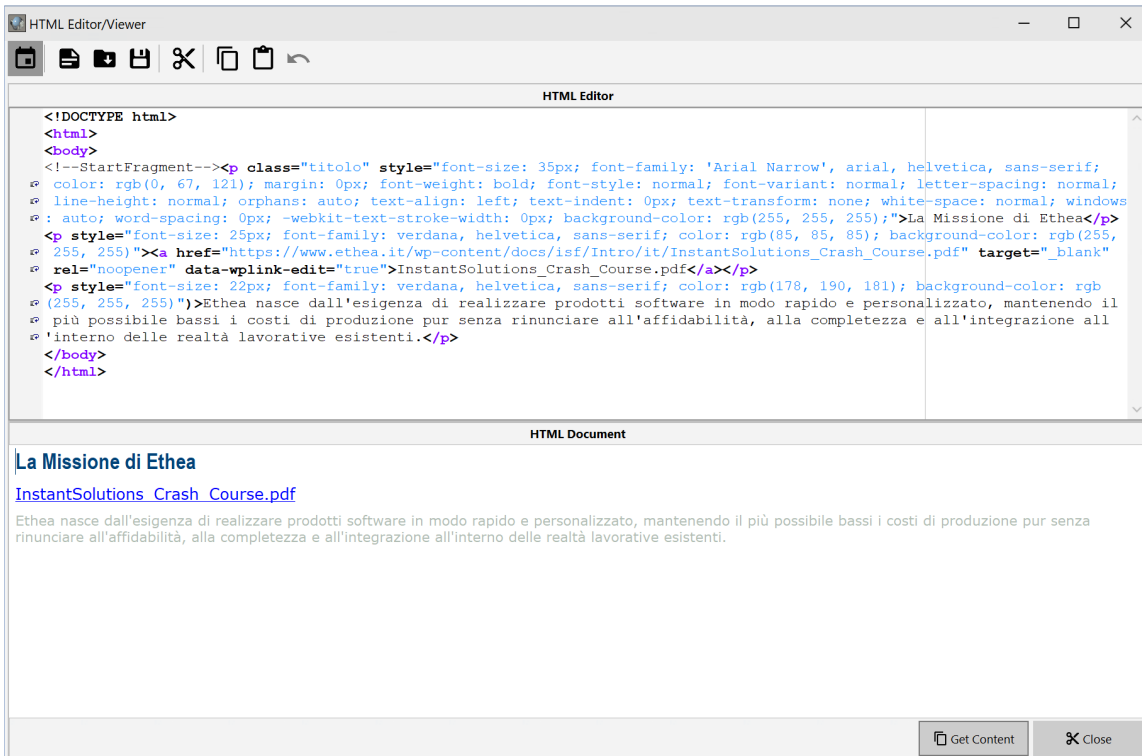 HTML Editor/Viewer
HTML Editor
<!DOCTYPE html>
<html>
<body>
<!--StartFragment--><p class="titolo" style="font-size: 35px; font-family: 'Arial Narrow', arial, helvetica, sans-serif;
color: rgb(0, 67, 121); margin: 0px; font-weight: bold; font-style: normal; font-variant: normal; letter-spacing: normal;
line-height: normal; orphans: auto; text-align: left; text-indent: 0px; text-transform: none; white-space: normal; windows
: auto; word-spacing: 0px; -webkit-text-stroke-width: 0px; background-color: rgb(255, 255, 255);">La Missione di Ethea</p>
<p style="font-size: 25px; font-family: verdana, helvetica, sans-serif; color: rgb(85, 85, 85); background-color: rgb(255,
255, 255)"><a href="https://www.ethea.it/wp-content/docs/isf/Intro/it/InstantSolutions_Crash_Course.pdf" target="_blank"
rel="noopener" data-wplink-edit="true">InstantSolutions_Crash_Course.pdf</a></p>
<p style="font-size: 22px; font-family: verdana, helvetica, sans-serif; color: rgb(178, 190, 181); background-color: rgb
(255, 255, 255)")>Ethea nasce dall'esigenza di realizzare prodotti software in modo rapido e personalizzato, mantenendo il
più possibile bassi i costi di produzione pur senza rinunciare all'affidabilità, alla completezza e all'integrazione all
'interno delle realtà lavorative esistenti.</p>
</body>
</html>
HTML Document
La Missione di Ethea
InstantSolutions_Crash_Course.pdf
Ethea nasce dall'esigenza di realizzare prodotti software in modo rapido e personalizzato, mantenendo il più possibile bassi i costi di produzione pur senza
rinunciare all'affidabilità, alla completezza e all'integrazione all'interno delle realtà lavorative esistenti.
Get Content
Close